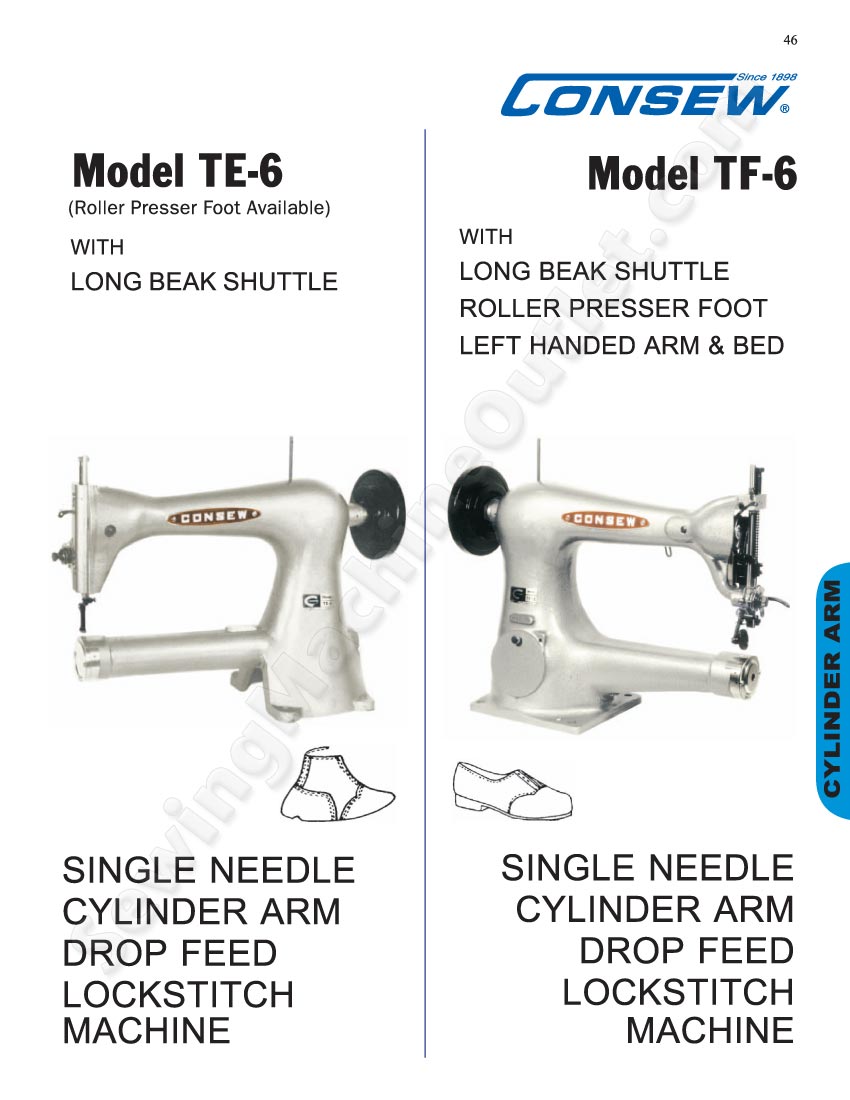 46
Since 1898
CONSEW®
Model TE-6
(Roller Presser Foot Available)
WITH
LONG BEAK SHUTTLE
Model TF-6
WITH
LONG BEAK SHUTTLE
ROLLER PRESSER FOOT
LEFT HANDED ARM & BED
CONSEW
CONSEW
CYLINDER ARM
SINGLE NEEDLE
CYLINDER ARM
DROP FEED
LOCKSTITCH
MACHINE
SINGLE NEEDLE
CYLINDER ARM
DROP FEED
LOCKSTITCH
MACHINE
SewingMachineOutlet.com